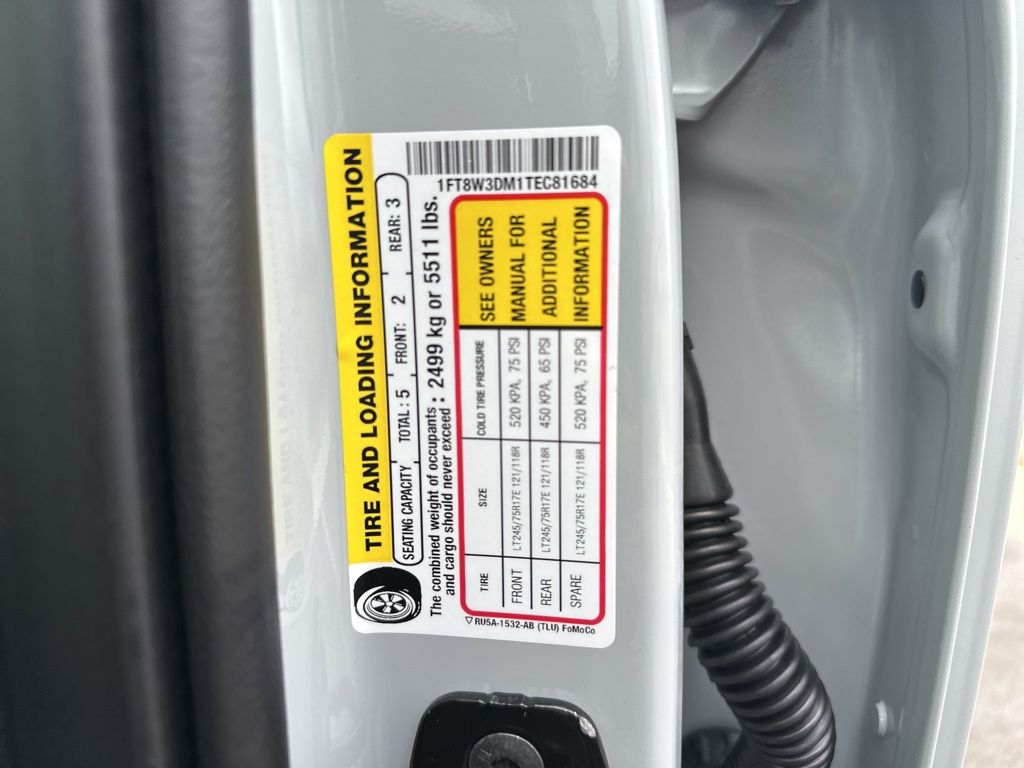 TIRE AND LOADING INFORMATION
SEATING CAPACITY TOTAL: 5 FRONT: 2 REAR: 3
1FT8W3DM1TEC81684
The combined weight of occupants : 2499 kg or 5511 lbs.
and cargo should never exceed
TIRE SIZE COLD TIRE PRESSURE
FRONT LT245/75R17E 121/118R 520 KPA, 75 PSI
REAR LT245/75R17E 121/118R 450 KPA, 65 PSI
SPARE LT245/75R17E 121/118R 520 KPA, 75 PSI
SEE OWNERS
MANUAL FOR
ADDITIONAL
INFORMATION
RU5A-1532-AB (TLU) FoMoCo